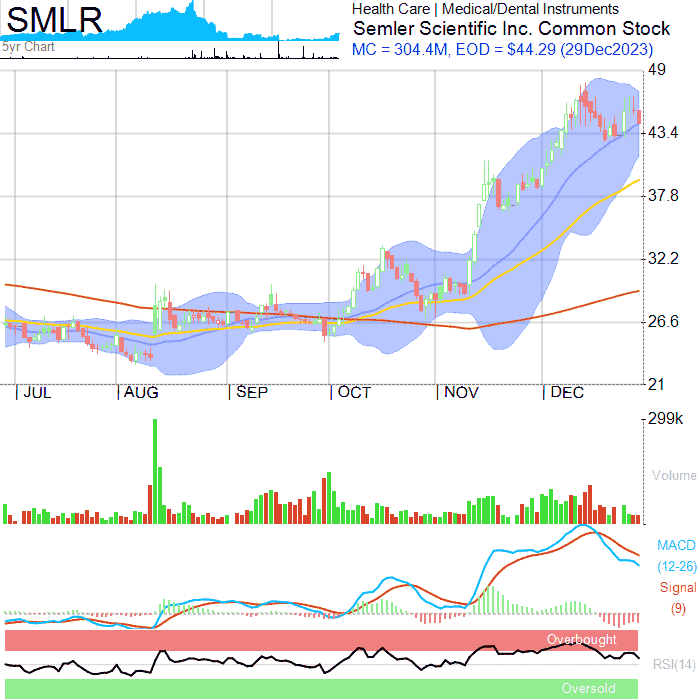 SMLR
5yr Chart
Health Care | Medical/Dental Instruments
Semler Scientific Inc. Common Stock
MC = 304.4M, EOD = $44.29 (29Dec2023)
49
43.4
37.8
32.2
26.6
21
JUL AUG SEP OCT NOV DEC
299k
Volume
MACD
(12-26)
Signal
(9)
Overbought
RSI(14)
Oversold